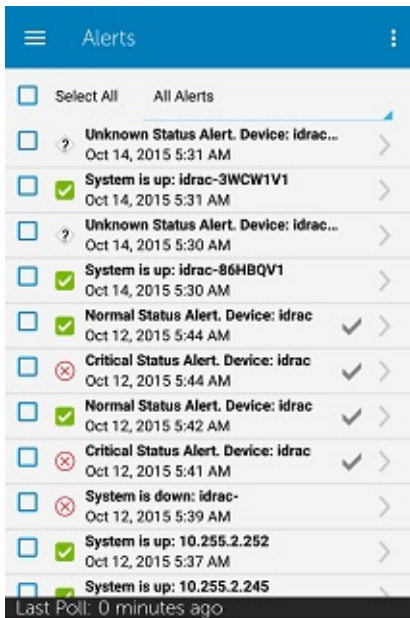 Alerts
Select All All Alerts
Unknown Status Alert. Device: idrac...
Oct 14, 2015 5:31 AM
System is up: idrac-3WCW1V1
Oct 14, 2015 5:31 AM
Unknown Status Alert. Device: idrac...
Oct 14, 2015 5:30 AM
System is up: idrac-86HBQV1
Oct 14, 2015 5:30 AM
Normal Status Alert. Device: idrac
Oct 12, 2015 5:44 AM
Critical Status Alert. Device: idrac
Oct 12, 2015 5:44 AM
Normal Status Alert. Device: idrac
Oct 12, 2015 5:42 AM
Critical Status Alert. Device: idrac
Oct 12, 2015 5:41 AM
System is down: idrac-
Oct 12, 2015 5:39 AM
System is up: 10.255.2.252
Oct 12, 2015 5:37 AM
System is up: 10.255.2.245
Last Poll: 0 minutes ago